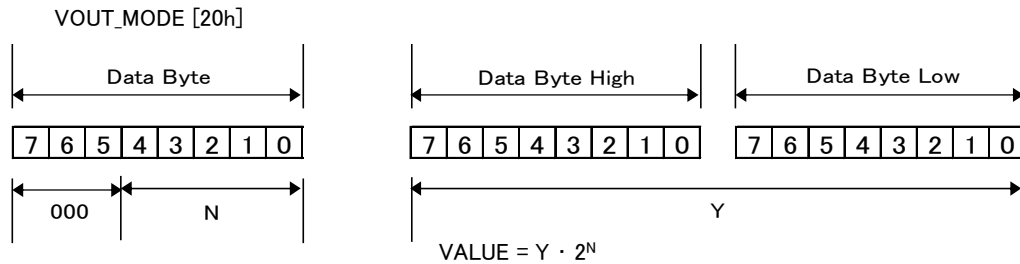 VOUT_MODE [20h]
Data Byte
Data Byte High
Data Byte Low
7 6 5 4 3 2 1 0
7 6 5 4 3 2 1 0
7 6 5 4 3 2 1 0
000
N
Y
VALUE = Y · 2ᴺ